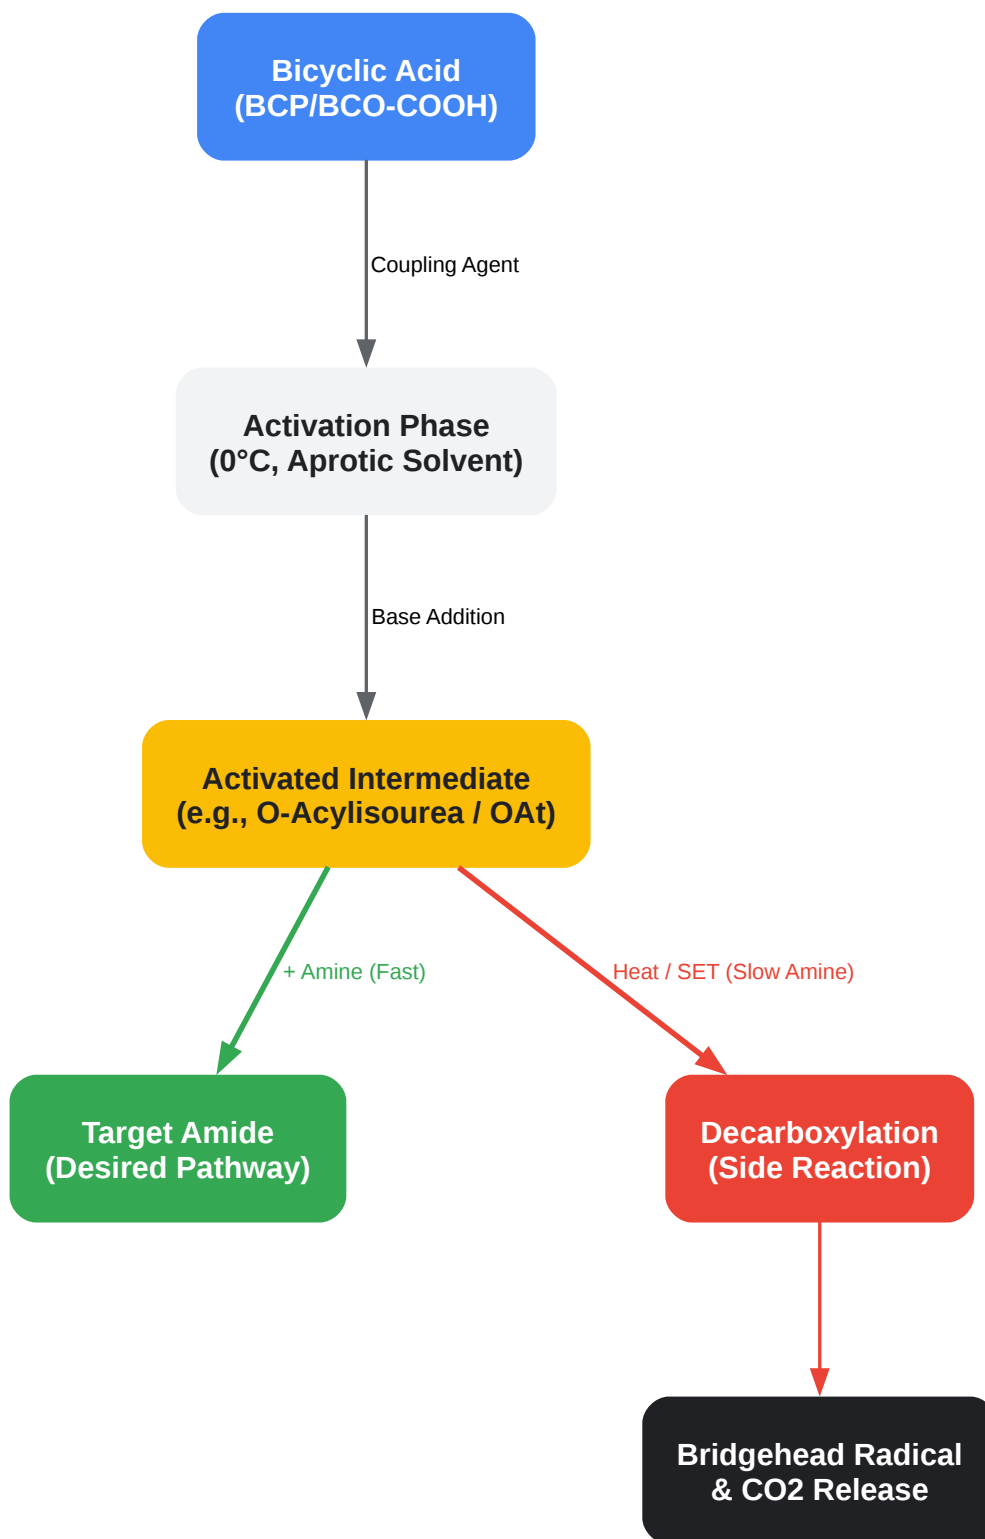 Bicyclic Acid
(BCP/BCO-COOH)
Coupling Agent
Activation Phase
(0°C, Aprotic Solvent)
Base Addition
Activated Intermediate
(e.g., O-Acylisourea / OAt)
+ Amine (Fast)
Heat / SET (Slow Amine)
Target Amide
(Desired Pathway)
Decarboxylation
(Side Reaction)
Bridgehead Radical
& CO2 Release